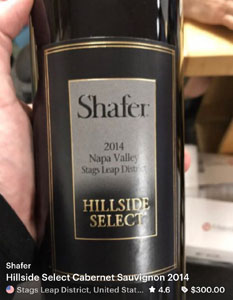 Shafer
2014
Napa Valley
Stags Leap District
HILLSIDE
SELECT
Shafer
Hillside Select Cabernet Sauvignon 2014
Stags Leap District, United Stat... ★ 4.6 $300.00